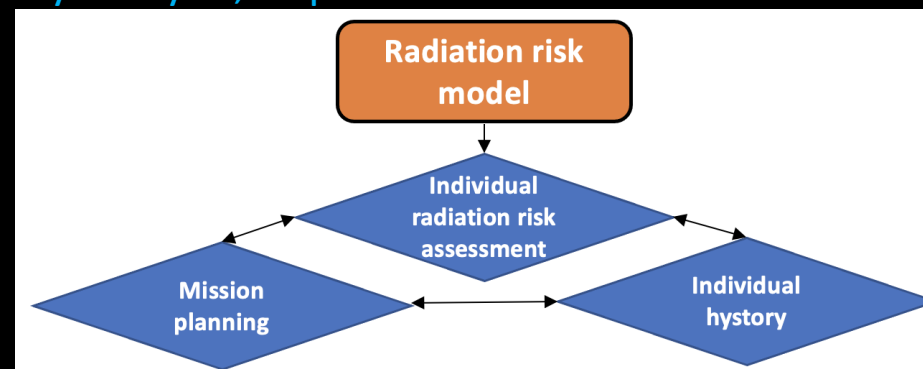 Radiation risk
model
Individual
radiation risk
assessment
Mission
planning
Individual
hystory